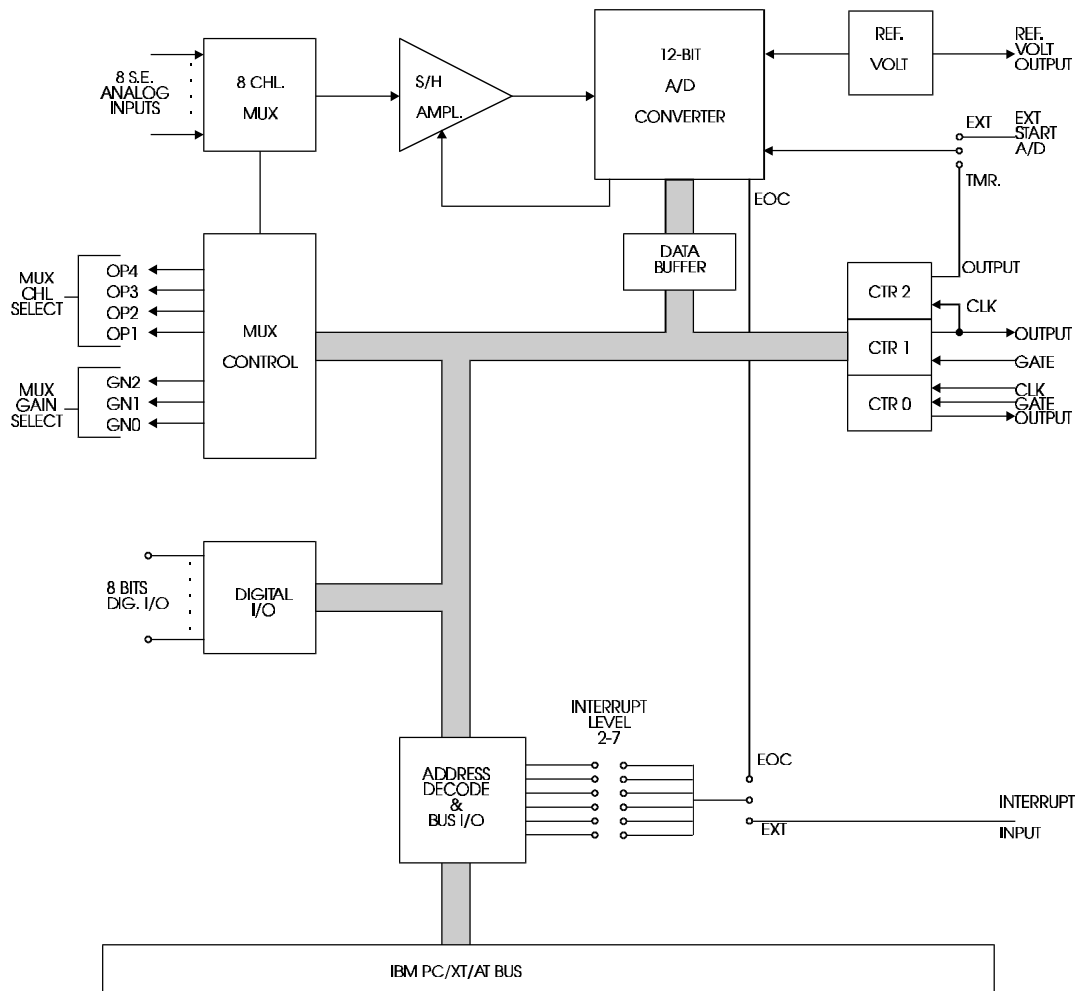 8 S.E.
ANALOG
INPUTS
8 CHL.
MUX
S/H
AMPL.
12-BIT
A/D
CONVERTER
REF.
VOLT
REF.
VOLT
OUTPUT
EXT
EXT
START
A/D
TMR.
EOC
MUX
CHL
SELECT
OP4
OP3
OP2
OP1
MUX
CONTROL
DATA
BUFFER
OUTPUT
CTR 2
CLK
CTR 1
OUTPUT
GATE
MUX
GAIN
SELECT
GN2
GN1
GN0
CTR 0
CLK
GATE
OUTPUT
8 BITS
DIG. I/O
DIGITAL
I/O
INTERRUPT
LEVEL
2-7
ADDRESS
DECODE
&
BUS I/O
EOC
EXT
INTERRUPT
INPUT
IBM PC/XT/AT BUS